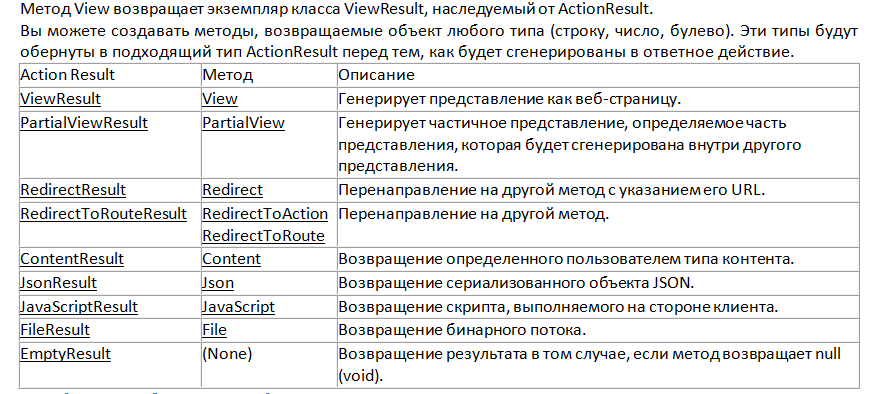 Метод View возвращает экземпляр класса ViewResult, наследуемый от ActionResult.
Вы можете создавать методы, возвращаемые объект любого типа (строку, число, булево). Эти типы будут
обернуты в подходящий тип ActionResult перед тем, как будет сгенерированы в ответное действие.
Action Result Метод Описание
ViewResult View Генерирует представление как веб-страницу.
PartialViewResult PartialView Генерирует частичное представление, определяемое часть
представления, которая будет сгенерирована внутри другого
представления.
RedirectResult Redirect Перенаправление на другой метод с указанием его URL.
RedirectToRouteResult RedirectToAction Перенаправление на другой метод.
RedirectToRoute
ContentResult Content Возвращение определенного пользователем типа контента.
JsonResult Json Возвращение сериализованного объекта JSON.
JavaScriptResult JavaScript Возвращение скрипта, выполняемого на стороне клиента.
FileResult File Возвращение бинарного потока.
EmptyResult (None) Возвращение результата в том случае, если метод возвращает null
(void).